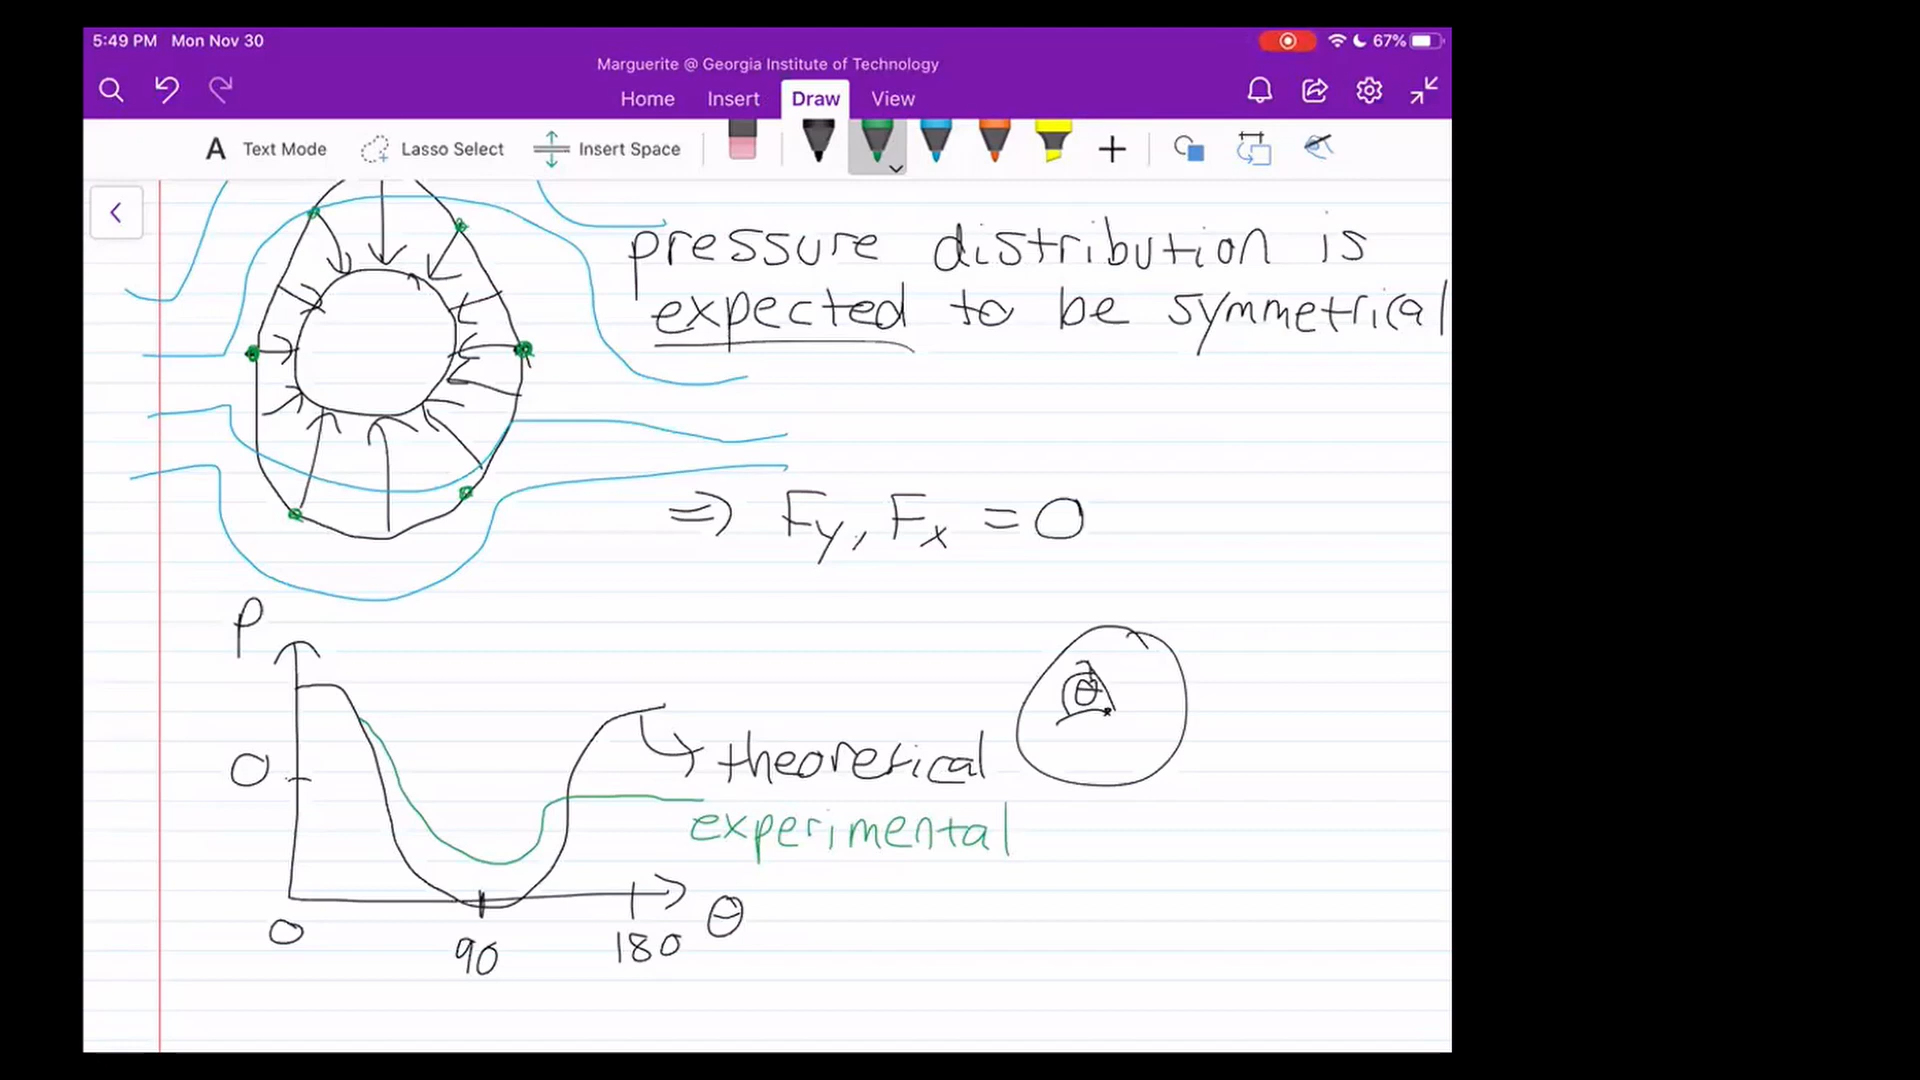 5:49 PM Mon Nov 30
67%
Marguerite @ Georgia Institute of Technology
Home Insert Draw View
A Text Mode Lasso Select Insert Space
pressure distribution is
expected to be symmetrical
⇒ Fy, Fx = 0
P
θ
0
theoretical
experimental
0 90 180 θ